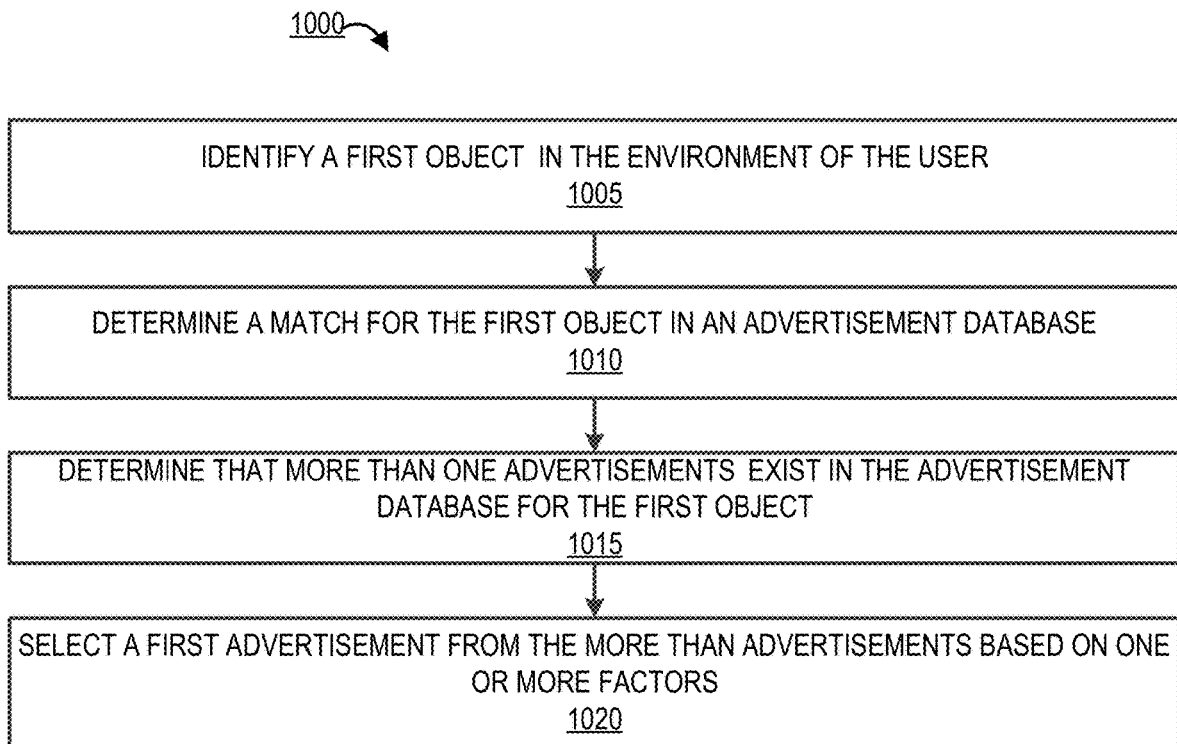 1000
IDENTIFY A FIRST OBJECT IN THE ENVIRONMENT OF THE USER
1005
DETERMINE A MATCH FOR THE FIRST OBJECT IN AN ADVERTISEMENT DATABASE
1010
DETERMINE THAT MORE THAN ONE ADVERTISEMENTS EXIST IN THE ADVERTISEMENT
DATABASE FOR THE FIRST OBJECT
1015
SELECT A FIRST ADVERTISEMENT FROM THE MORE THAN ADVERTISEMENTS BASED ON ONE
OR MORE FACTORS
1020